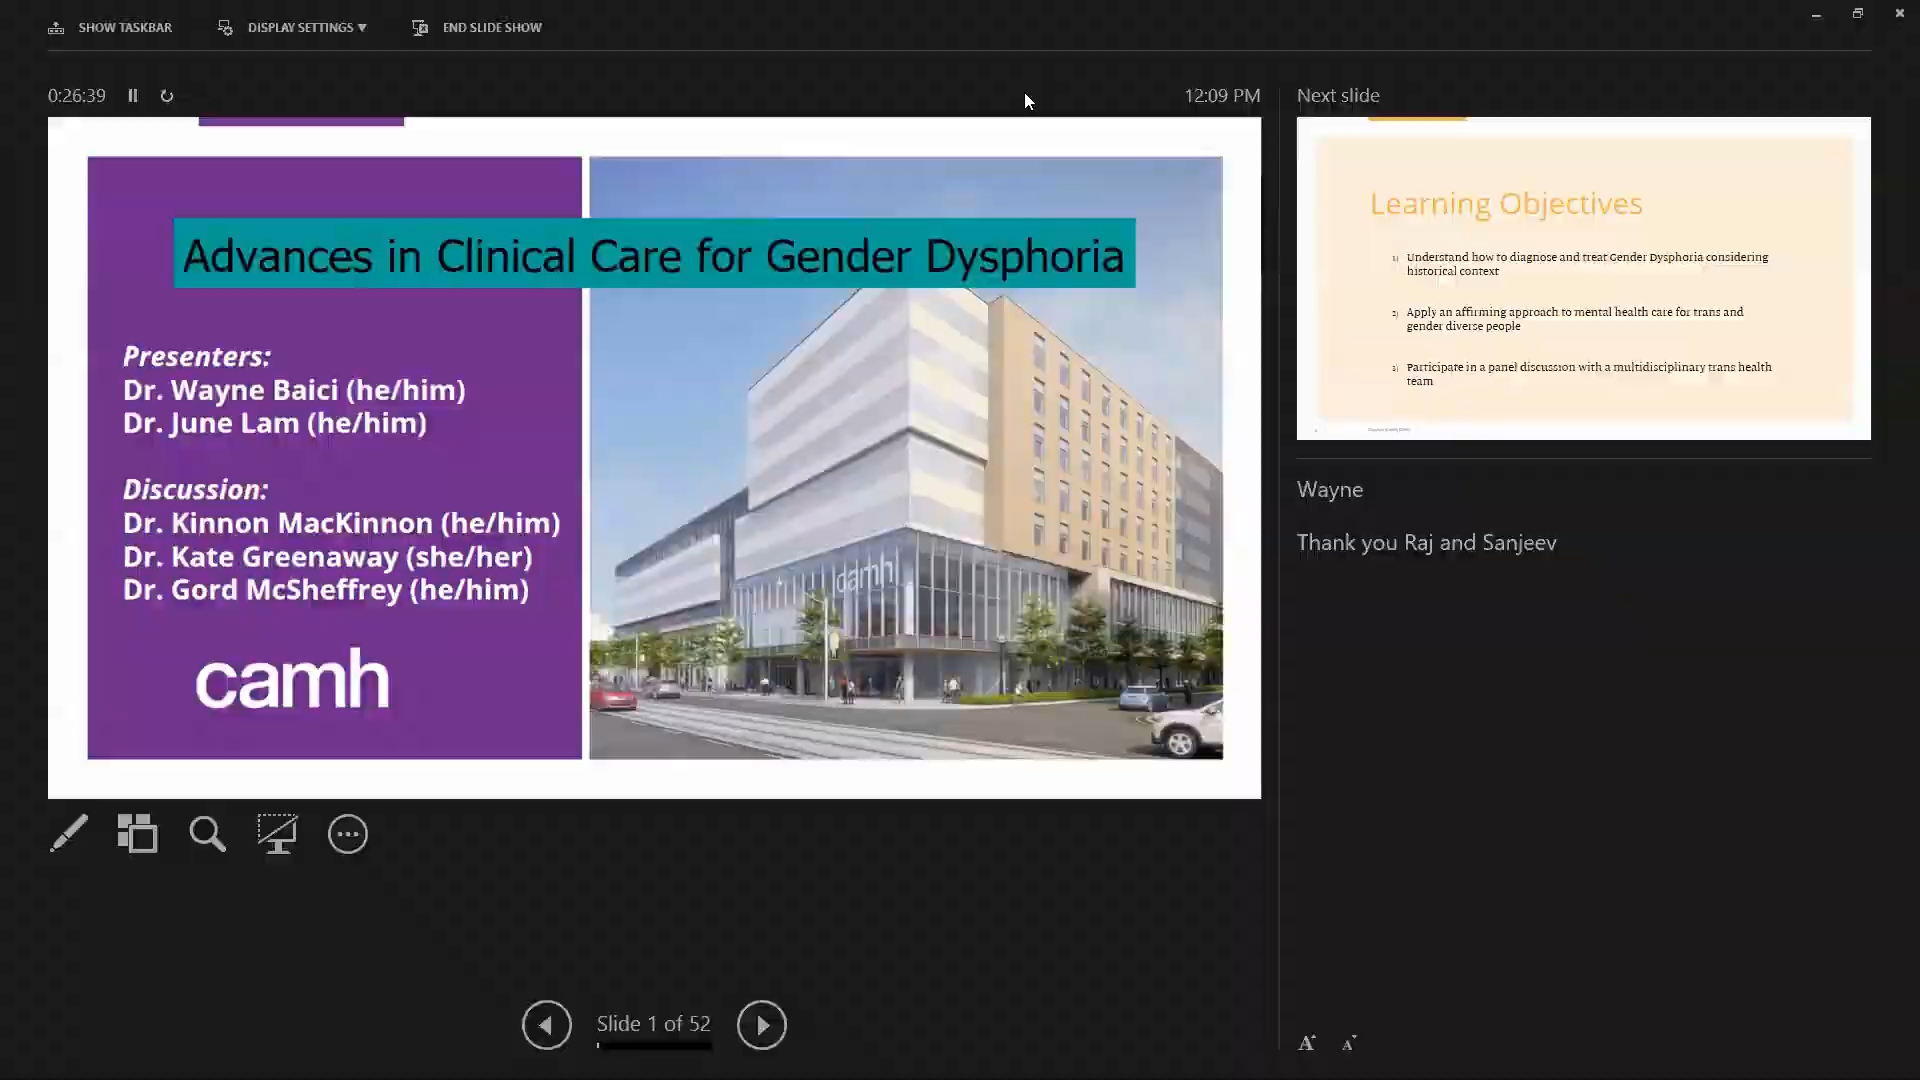 SHOW TASKBAR
DISPLAY SETTINGS ▼
END SLIDE SHOW
0:26:39
12:09 PM
Advances in Clinical Care for Gender Dysphoria
Presenters:
Dr. Wayne Baici (he/him)
Dr. June Lam (he/him)
Discussion:
Dr. Kinnon MacKinnon (he/him)
Dr. Kate Greenaway (she/her)
Dr. Gord McSheffrey (he/him)
camh
camh
Slide 1 of 52
Next slide
Learning Objectives
1) Understand how to diagnose and treat Gender Dysphoria considering
historical context
2) Apply an affirming approach to mental health care for trans and
gender diverse people
3) Participate in a panel discussion with a multidisciplinary trans health
team
Wayne
Thank you Raj and Sanjeev
A A